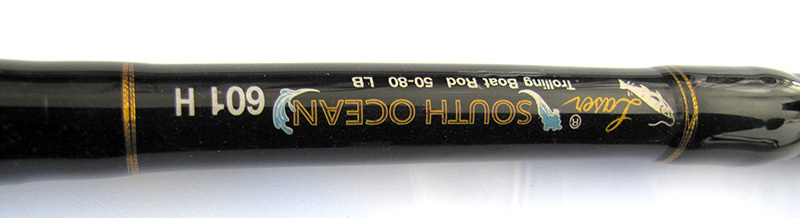 Laser® SOUTH OCEAN 601 H
Trolling Boat Rod 50-80 LB